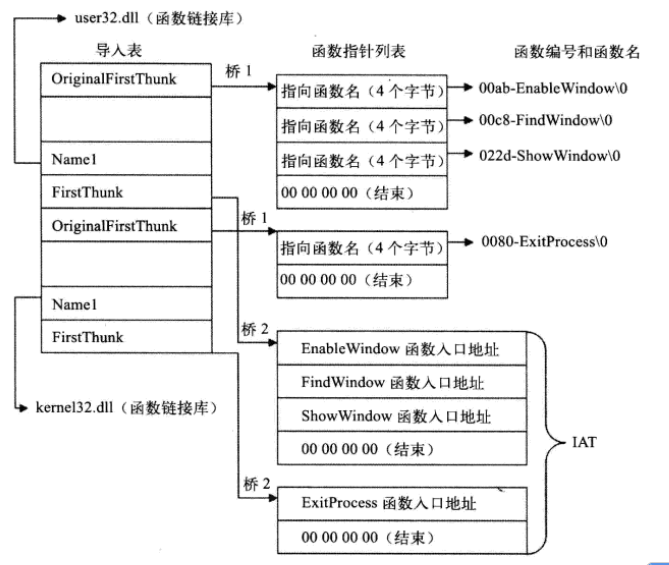 user32.dll（函数链接库）
导入表
函数指针列表
函数编号和函数名
OriginalFirstThunk
桥 1
指向函数名（4 个字节）
00ab-EnableWindow\0
指向函数名（4 个字节）
00c8-FindWindow\0
Name1
指向函数名（4 个字节）
022d-ShowWindow\0
FirstThunk
00 00 00 00（结束）
OriginalFirstThunk
桥 1
指向函数名（4 个字节）
0080-ExitProcess\0
00 00 00 00（结束）
Name1
FirstThunk
桥 2
EnableWindow 函数入口地址
FindWindow 函数入口地址
kernel32.dll（函数链接库）
ShowWindow 函数入口地址
00 00 00 00（结束）
IAT
桥 2
ExitProcess 函数入口地址
00 00 00 00（结束）